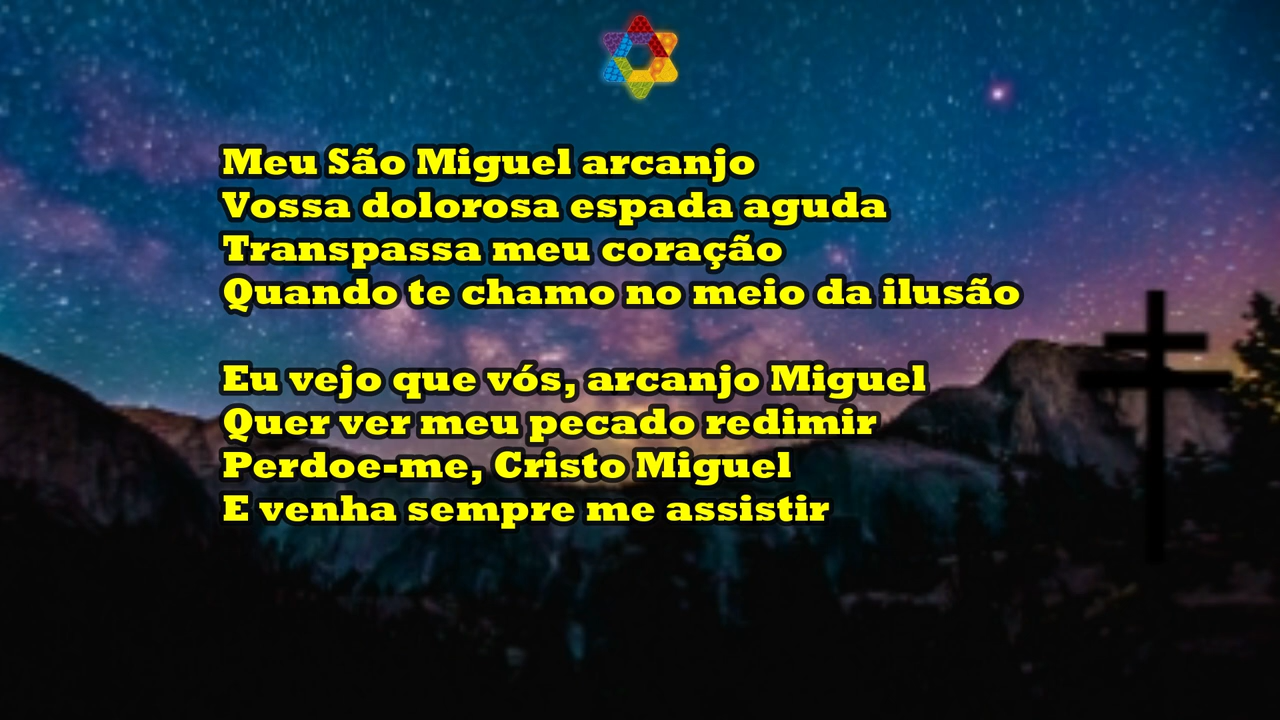 Meu São Miguel arcanjo
Vossa dolorosa espada aguda
Transpassa meu coração
Quando te chamo no meio da ilusão
Eu vejo que vós, arcanjo Miguel
Quer ver meu pecado redimir
Perdoe-me, Cristo Miguel
E venha sempre me assistir